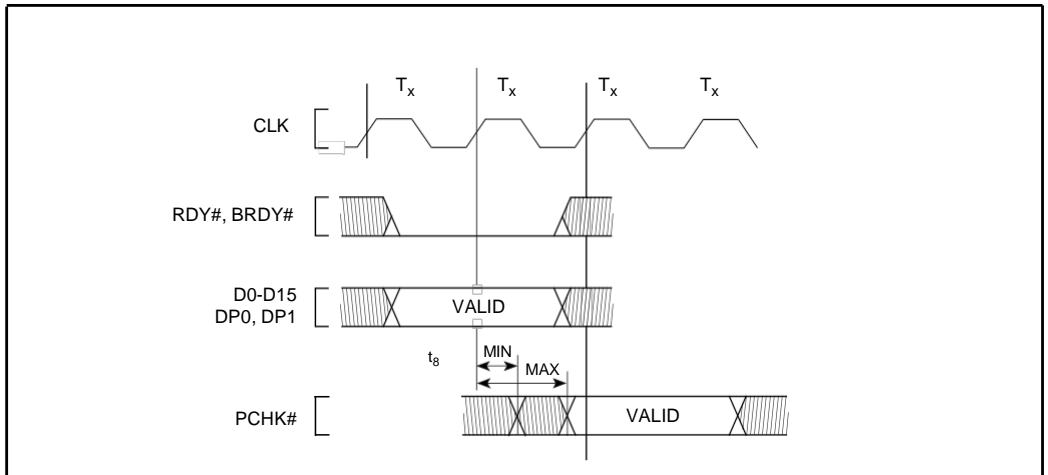 Tx Tx Tx Tx
CLK
RDY#, BRDY#
D0-D15
DP0, DP1
VALID
t8
MIN
MAX
PCHK#
VALID